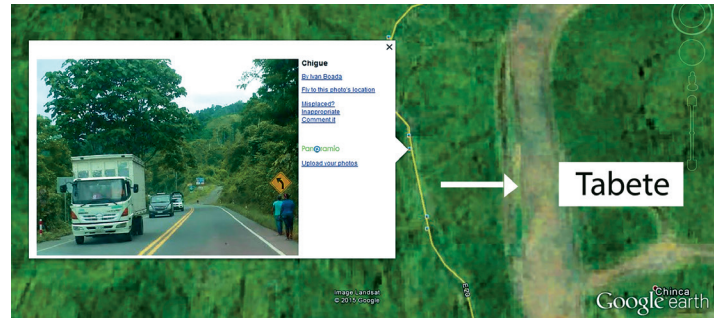 Chigue
By Ivan Boada
Fly to this photo's location
Misplaced?
Inappropriate
Comment it
Panoramio
Upload your photos
Tabete
E20
Image Landsat
© 2015 Google
Chinca
Google earth